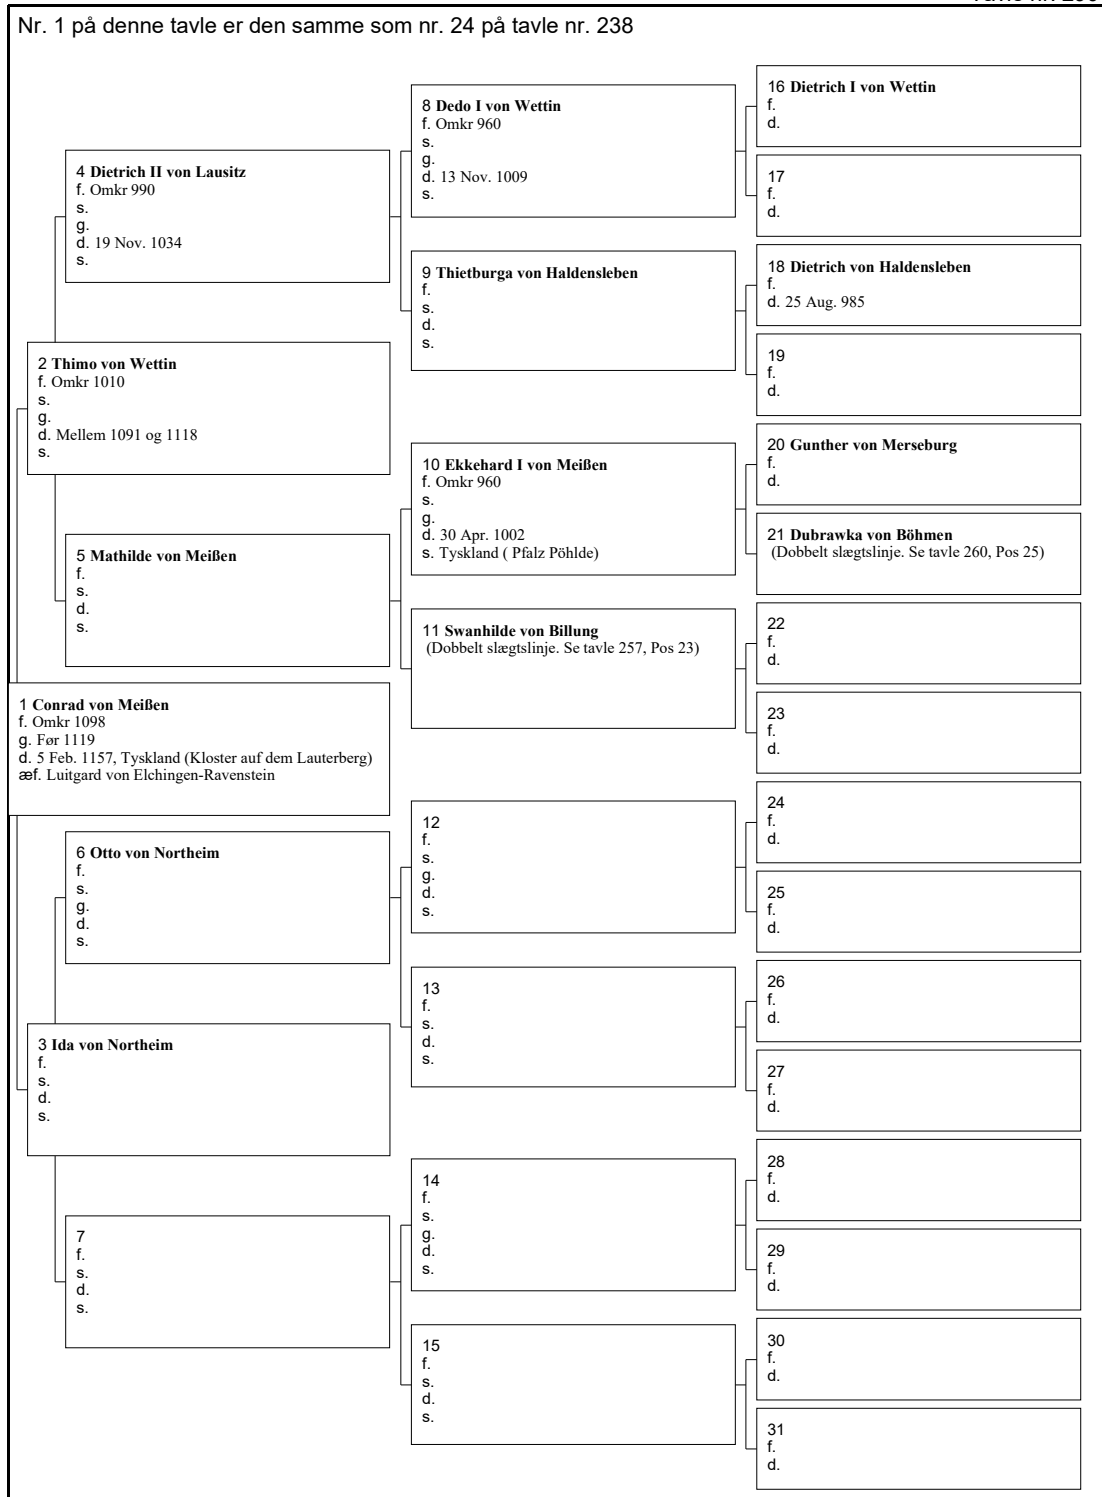 Nr. 1 på denne tavle er den samme som nr. 24 på tavle nr. 238
16 Dietrich I von Wettin
f.
d.
8 Dedo I von Wettin
f. Omkr 960
s.
g.
d. 13 Nov. 1009
s.
4 Dietrich II von Lausitz
f. Omkr 990
s.
g.
d. 19 Nov. 1034
s.
17
f.
d.
9 Thietburga von Haldensleben
f.
s.
d.
s.
18 Dietrich von Haldensleben
f.
d. 25 Aug. 985
2 Thimo von Wettin
f. Omkr 1010
s.
g.
d. Mellem 1091 og 1118
s.
19
f.
d.
10 Ekkehard I von Meißen
f. Omkr 960
s.
g.
d. 30 Apr. 1002
s. Tyskland ( Pfalz Pöhlde)
20 Gunther von Merseburg
f.
d.
5 Mathilde von Meißen
f.
s.
d.
s.
21 Dubrawka von Böhmen
(Dobbelt slægtslinje. Se tavle 260, Pos 25)
11 Swanhilde von Billung
(Dobbelt slægtslinje. Se tavle 257, Pos 23)
22
f.
d.
1 Conrad von Meißen
f. Omkr 1098
g. Før 1119
d. 5 Feb. 1157, Tyskland (Kloster auf dem Lauterberg)
æf. Luitgard von Elchingen-Ravenstein
23
f.
d.
12
f.
s.
g.
d.
s.
24
f.
d.
6 Otto von Northeim
f.
s.
g.
d.
s.
25
f.
d.
13
f.
s.
d.
s.
26
f.
d.
3 Ida von Northeim
f.
s.
d.
s.
27
f.
d.
14
f.
s.
g.
d.
s.
28
f.
d.
7
f.
s.
d.
s.
29
f.
d.
15
f.
s.
d.
s.
30
f.
d.
31
f.
d.